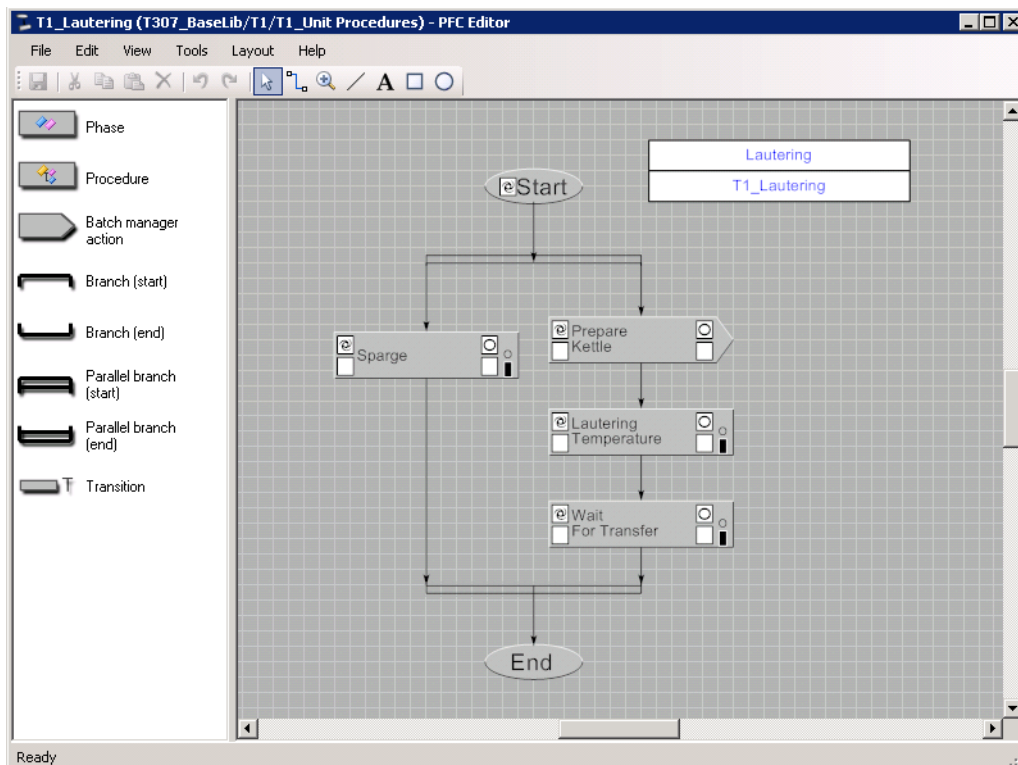 T1_Lautering (T307_BaseLib/T1/T1_Unit Procedures) - PFC Editor
File Edit View Tools Layout Help
A
Phase
Procedure
Batch manager
action
Branch (start)
Branch (end)
Parallel branch
(start)
Parallel branch
(end)
T Transition
Lautering
T1_Lautering
Start
Sparge
Prepare
Kettle
Lautering
Temperature
Wait
For Transfer
End
Ready